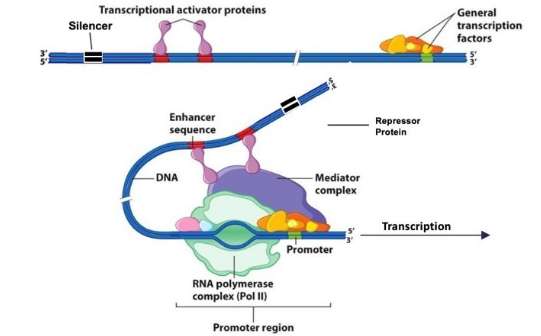 Transcriptional activator proteins
General
transcription
factors
Silencer
3'
5'
5'
3'
5'
3'
Enhancer
sequence
Repressor
Protein
DNA
Mediator
complex
5'
3'
Transcription
Promoter
RNA polymerase
complex (Pol II)
Promoter region